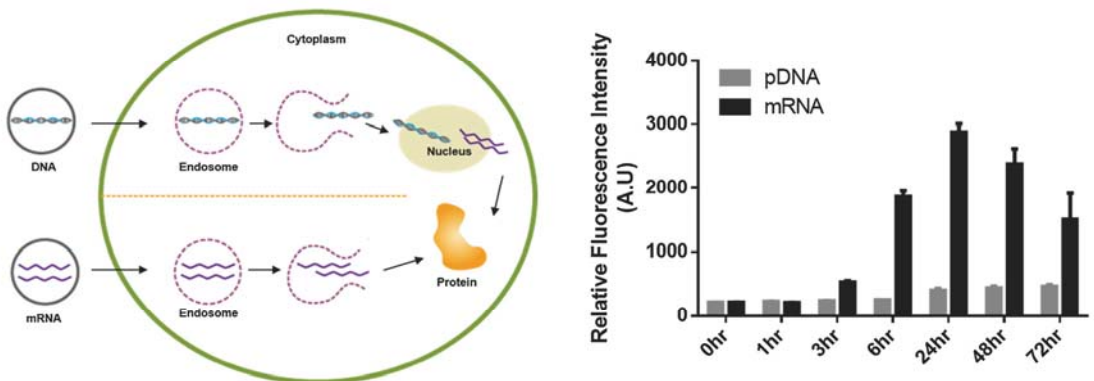 Cytoplasm
DNA
Endosome
Nucleus
mRNA
Endosome
Protein
Relative Fluorescence Intensity
(A.U)
4000
3000
2000
1000
0
pDNA
mRNA
0hr
1hr
3hr
6hr
24hr
48hr
72hr